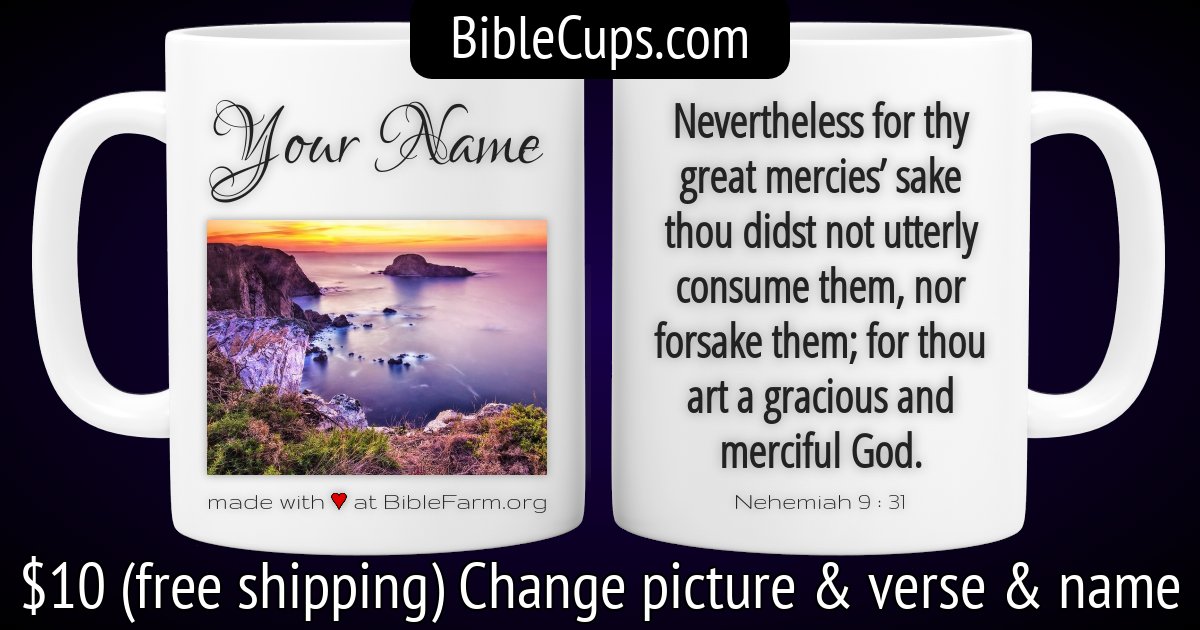 BibleCups.com
Your Name
made with ♥ at BibleFarm.org
Nevertheless for thy
great mercies’ sake
thou didst not utterly
consume them, nor
forsake them; for thou
art a gracious and
merciful God.
Nehemiah 9 : 31
$10 (free shipping) Change picture & verse & name